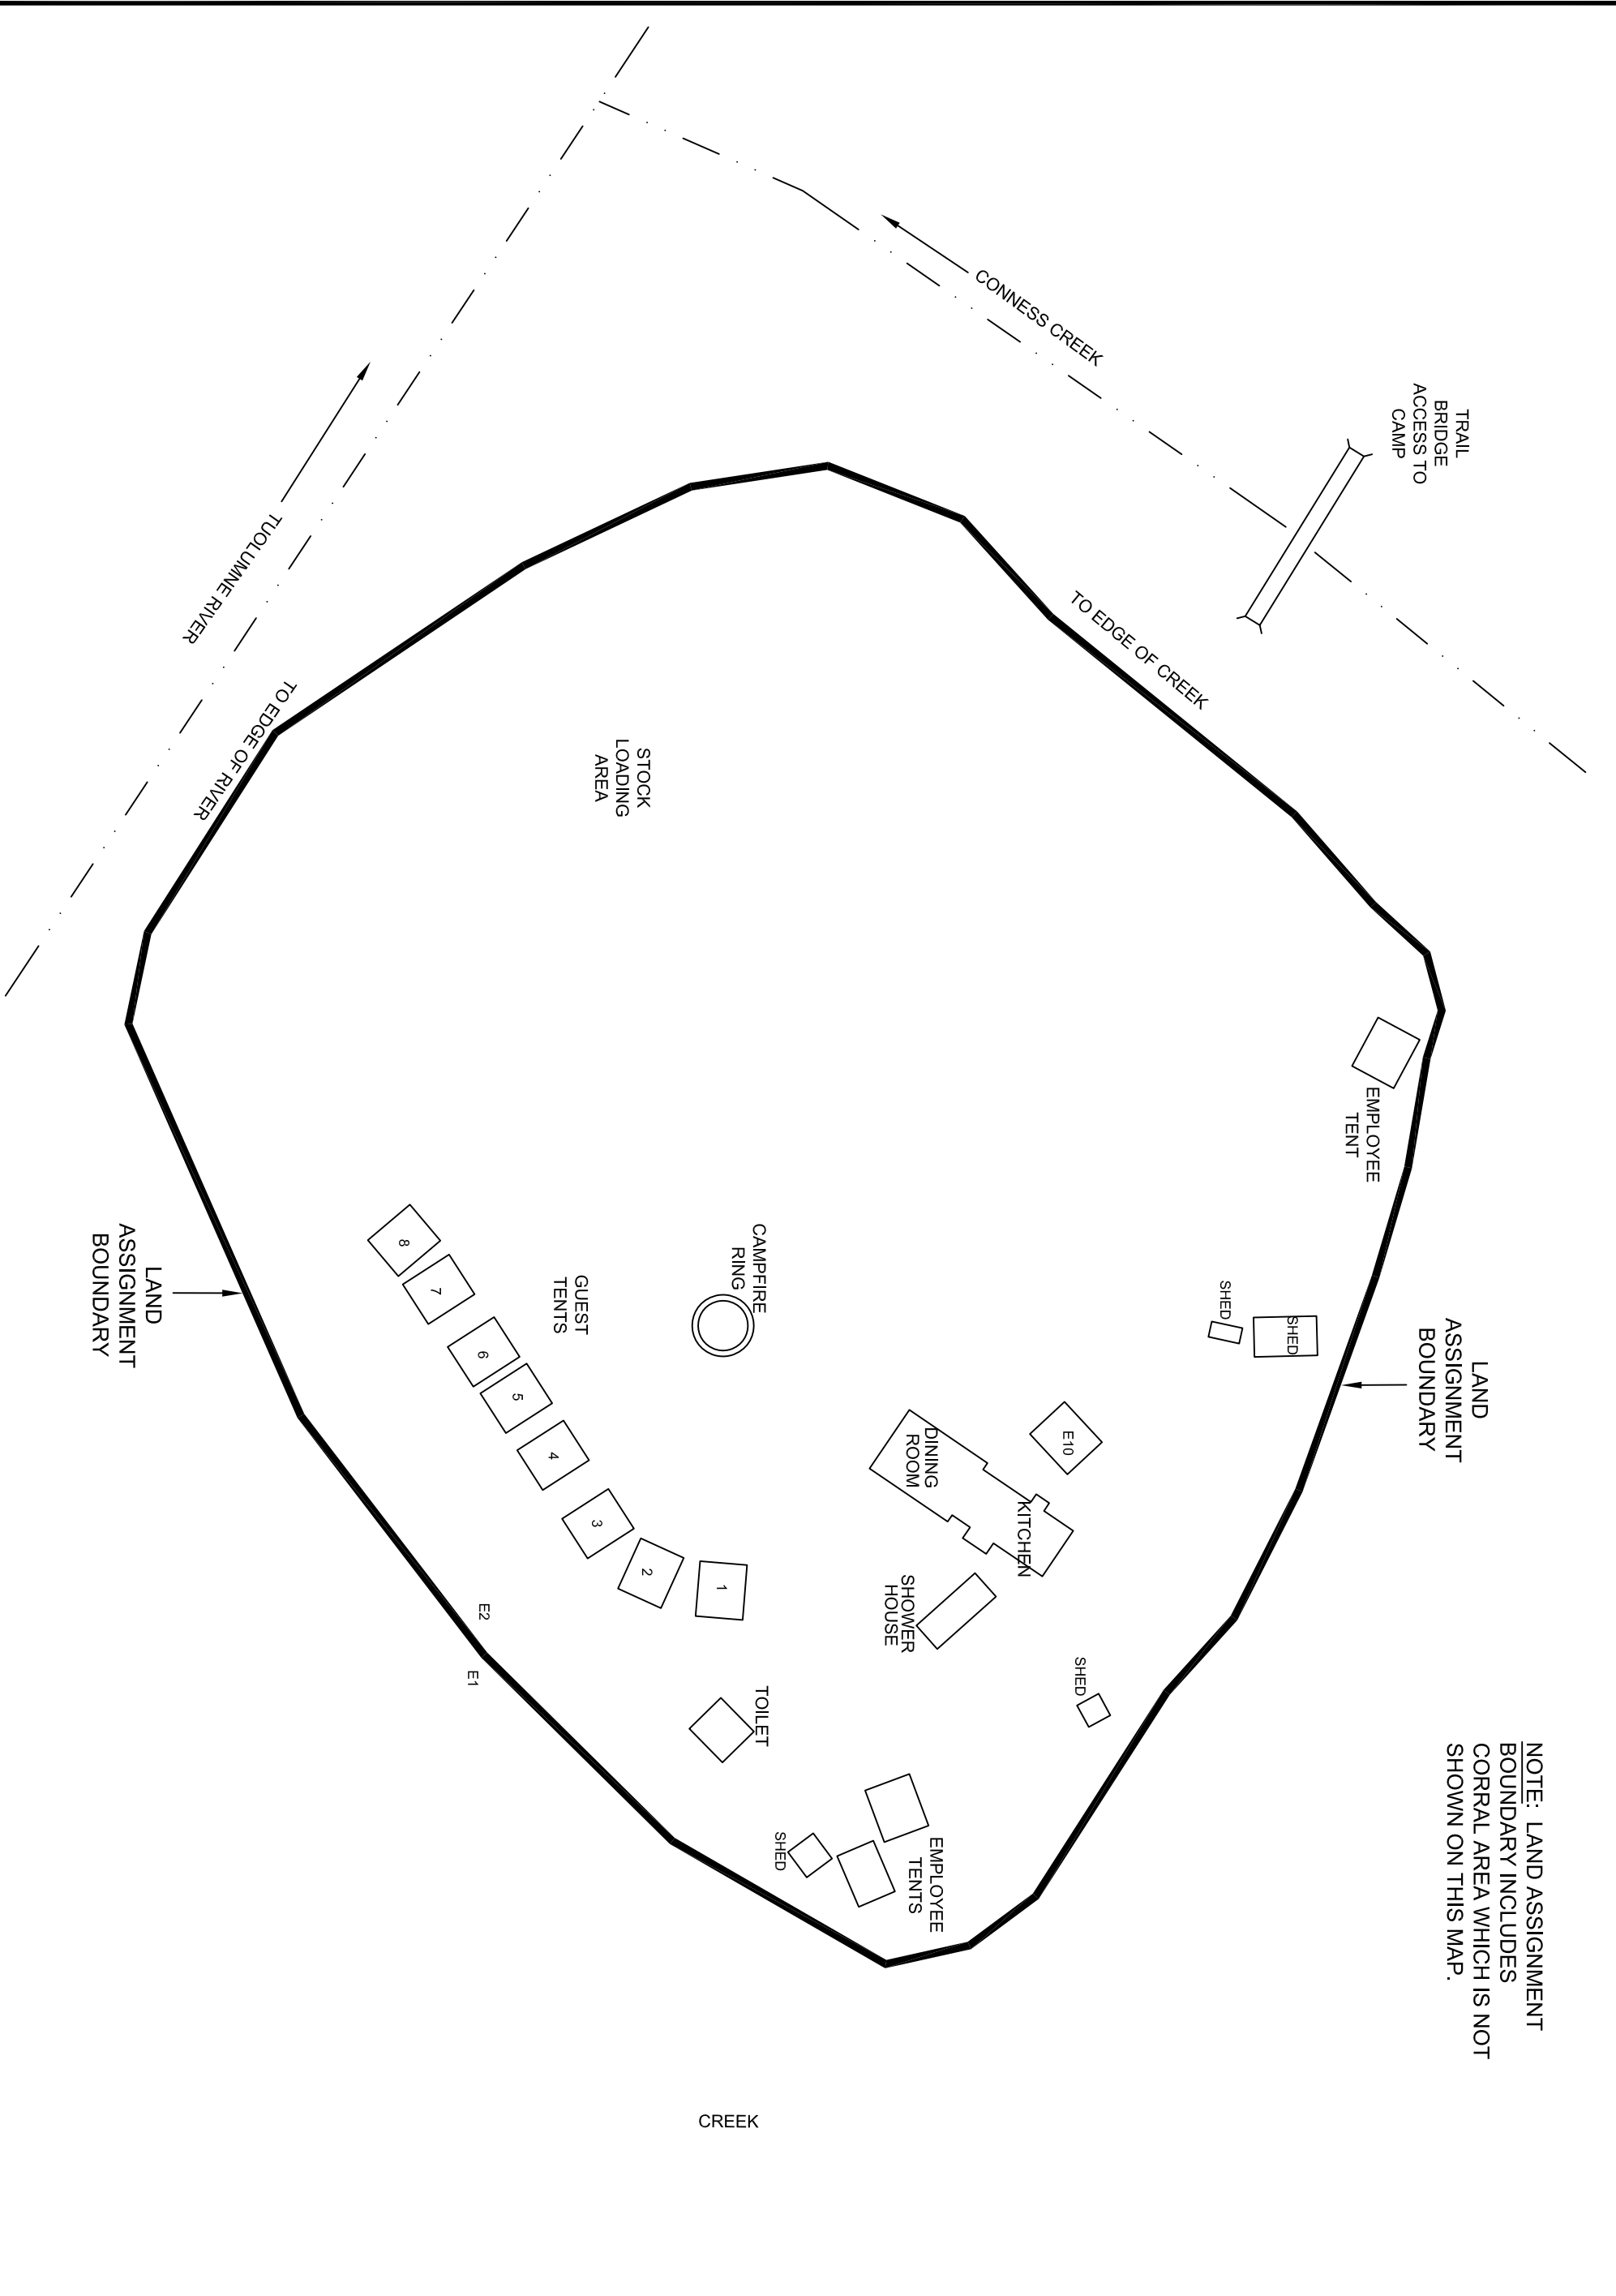 TRAIL
BRIDGE
ACCESS TO
CAMP
CONNESS CREEK
TUOLUMNE RIVER
TO EDGE OF CREEK
TO EDGE OF RIVER
STOCK
LOADING
AREA
EMPLOYEE
TENT
LAND
ASSIGNMENT
BOUNDARY
SHED
SHED
CAMPFIRE
RING
GUEST
TENTS
LAND
ASSIGNMENT
BOUNDARY
8
7
6
5
4
3
2
1
E10
DINING
ROOM
KITCHEN
SHOWER
HOUSE
E2
E1
SHED
TOILET
EMPLOYEE
TENTS
SHED
NOTE: LAND ASSIGNMENT
BOUNDARY INCLUDES
CORRAL AREA WHICH IS NOT
SHOWN ON THIS MAP.
CREEK